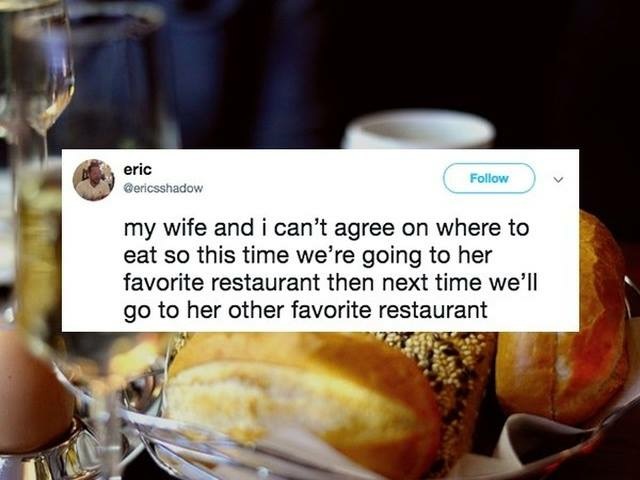 eric
@ericsshadow
Follow
my wife and i can’t agree on where to
eat so this time we’re going to her
favorite restaurant then next time we’ll
go to her other favorite restaurant